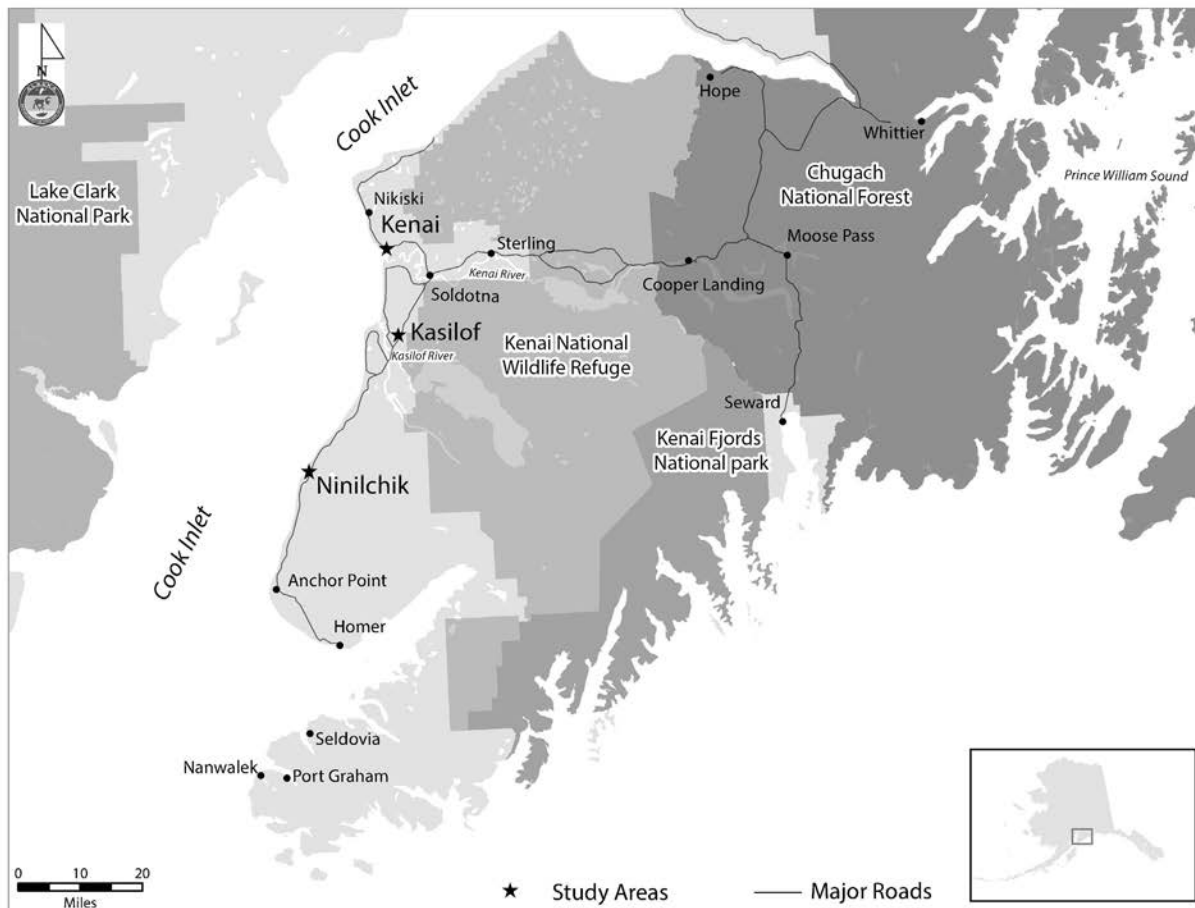 N
Cook Inlet
Hope
Whittier
Lake Clark
National Park
Chugach
National Forest
Prince William Sound
Nikiski
Kenai
Sterling
Moose Pass
Kenai River
Soldotna
Cooper Landing
Kasilof
Kasilof River
Kenai National
Wildlife Refuge
Seward
Kenai Fjords
National park
Ninilchik
Cook Inlet
Anchor Point
Homer
Seldovia
Nanwalek
Port Graham
0 10 20
Miles
Study Areas
Major Roads